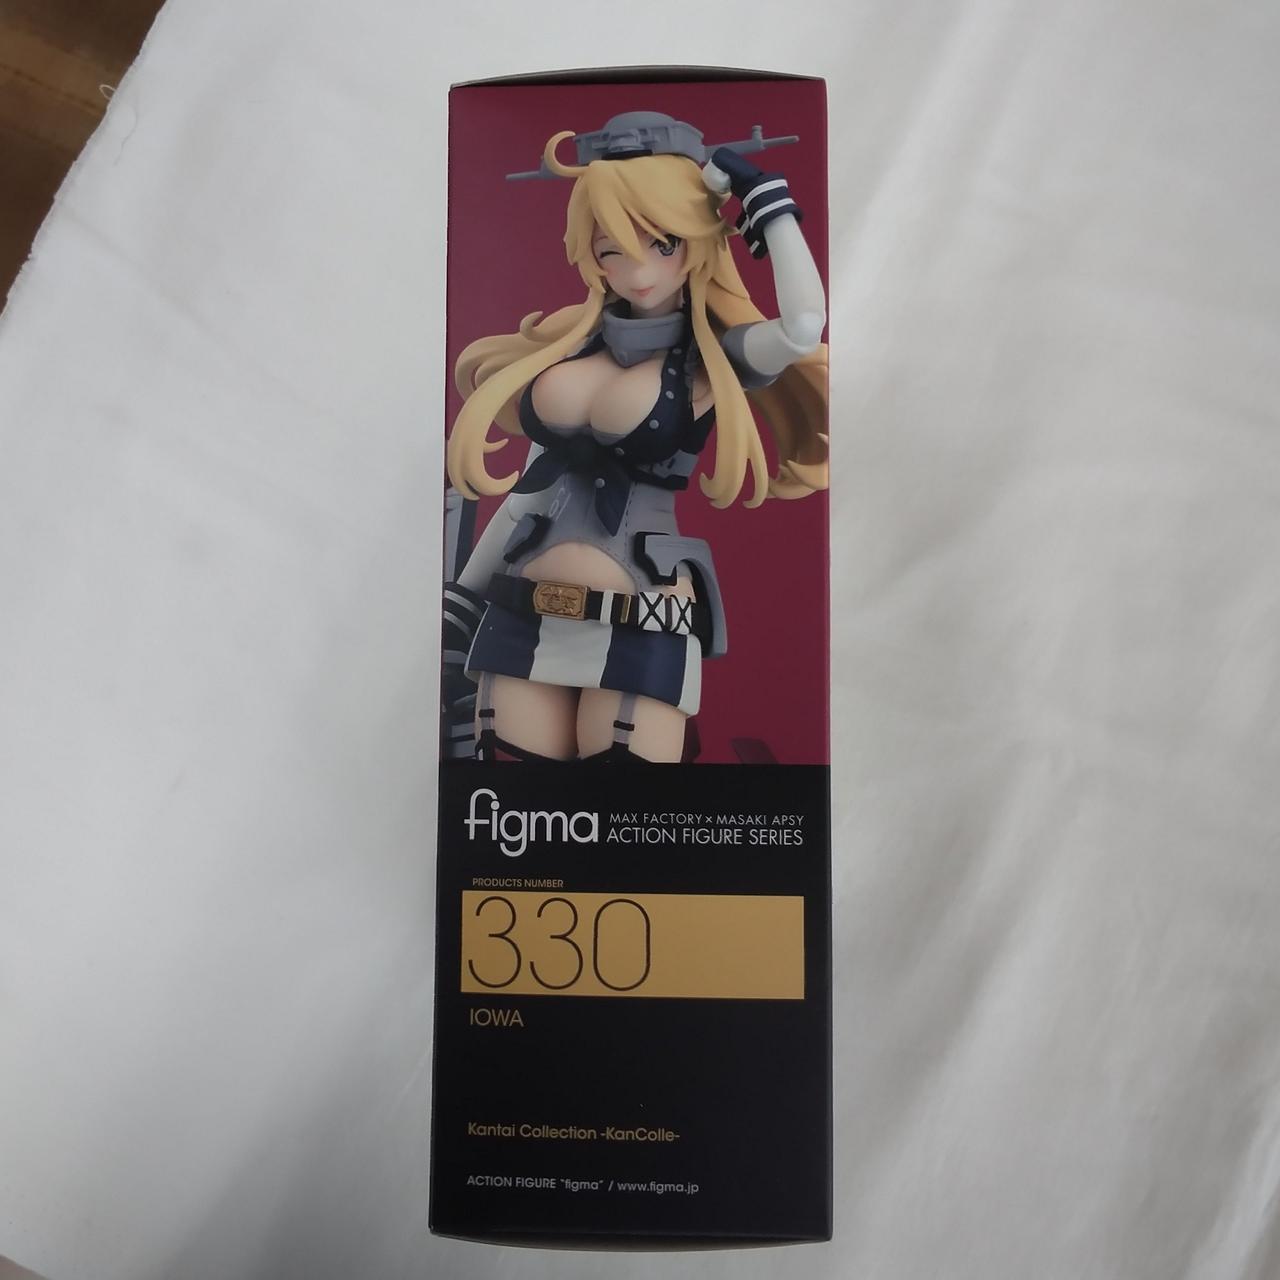 figma MAX FACTORY × MASAKI APSY
ACTION FIGURE SERIES
PRODUCTS NUMBER
330
IOWA
Kantai Collection -KanColle-
ACTION FIGURE "figma" / www.figma.jp